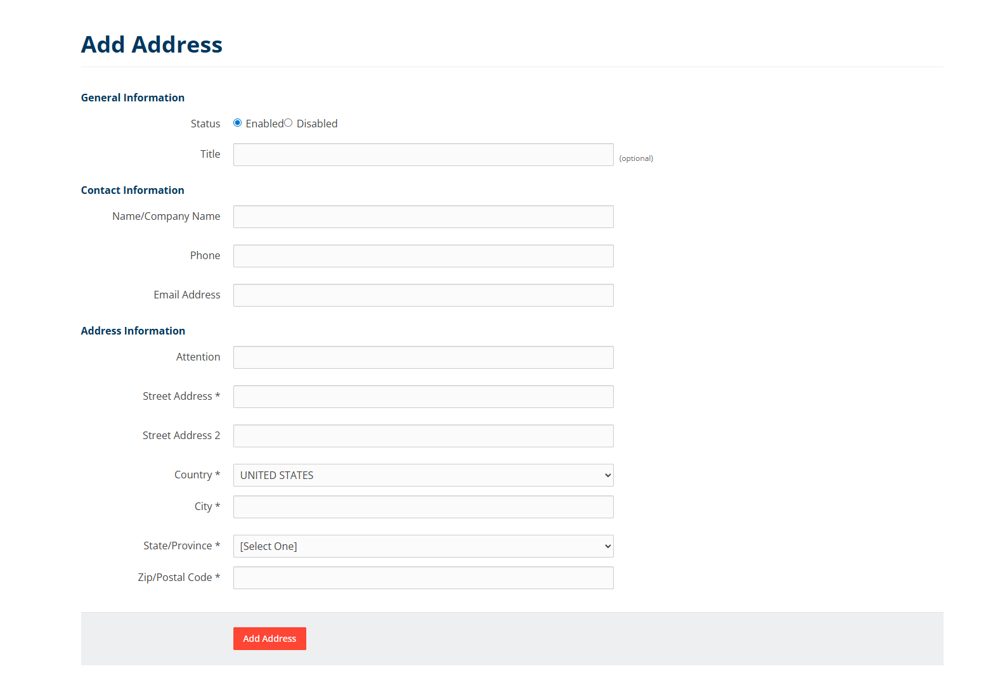 Add Address
General Information
Status Enabled Disabled
Title (optional)
Contact Information
Name/Company Name
Phone
Email Address
Address Information
Attention
Street Address *
Street Address 2
Country * UNITED STATES
City *
State/Province * [Select One]
Zip/Postal Code *
Add Address